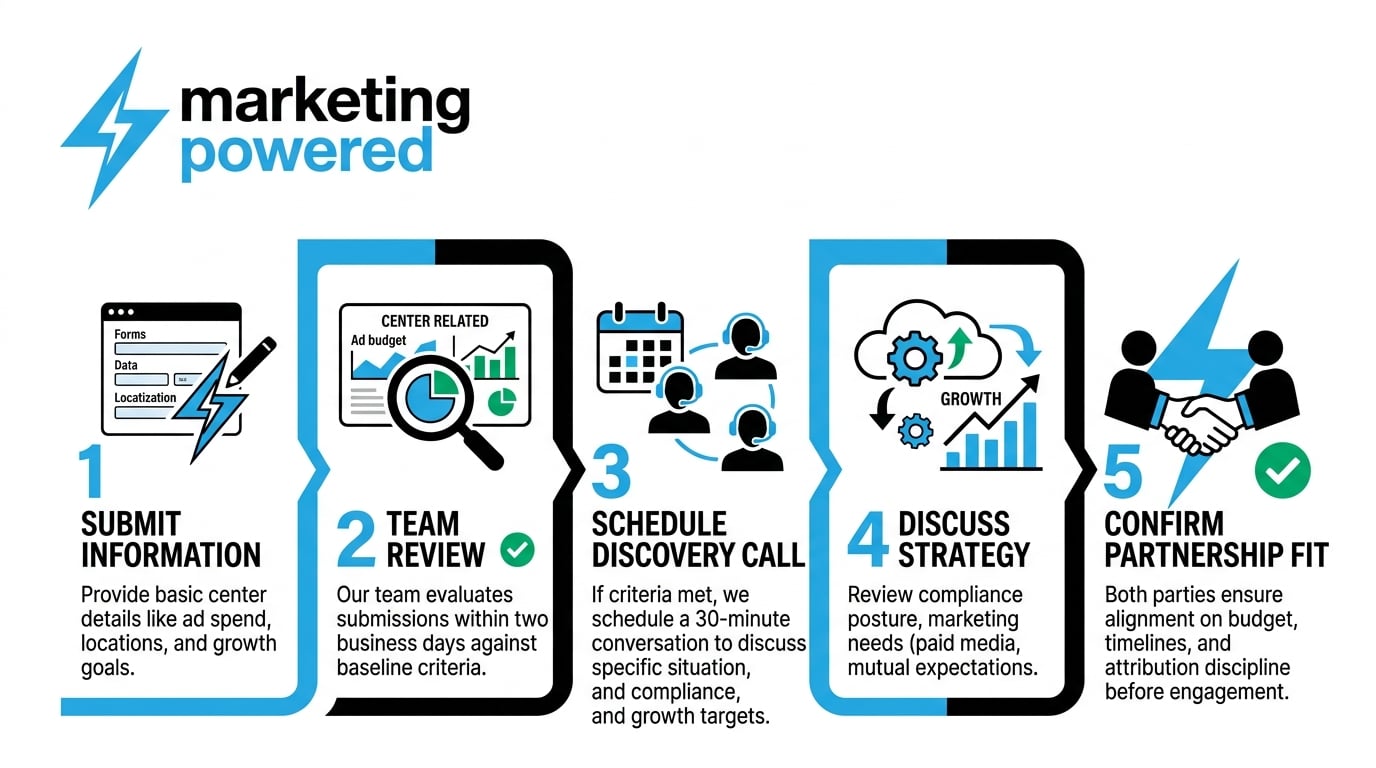 marketing
powered
Forms
Data
Locatization
1
SUBMIT
INFORMATION
Provide basic center
details like ad spend,
locations, and growth
goals.
CENTER RELATED
Ad budget
2 TEAM
REVIEW
Our team evaluates
submissions within two
business days against
baseline criteria.
3
SCHEDULE
DISCOVERY CALL
If criteria met, we
schedule a 30-minute
conversation to discuss
specific situation,
and compliance,
and growth targets.
GROWTH
4 DISCUSS
STRATEGY
Review compliance
posture, marketing
needs (paid media,
mutual expectations.
5
CONFIRM
PARTNERSHIP FIT
Both parties ensure
alignment on budget,
timelines, and
attribution discipline
before engagement.